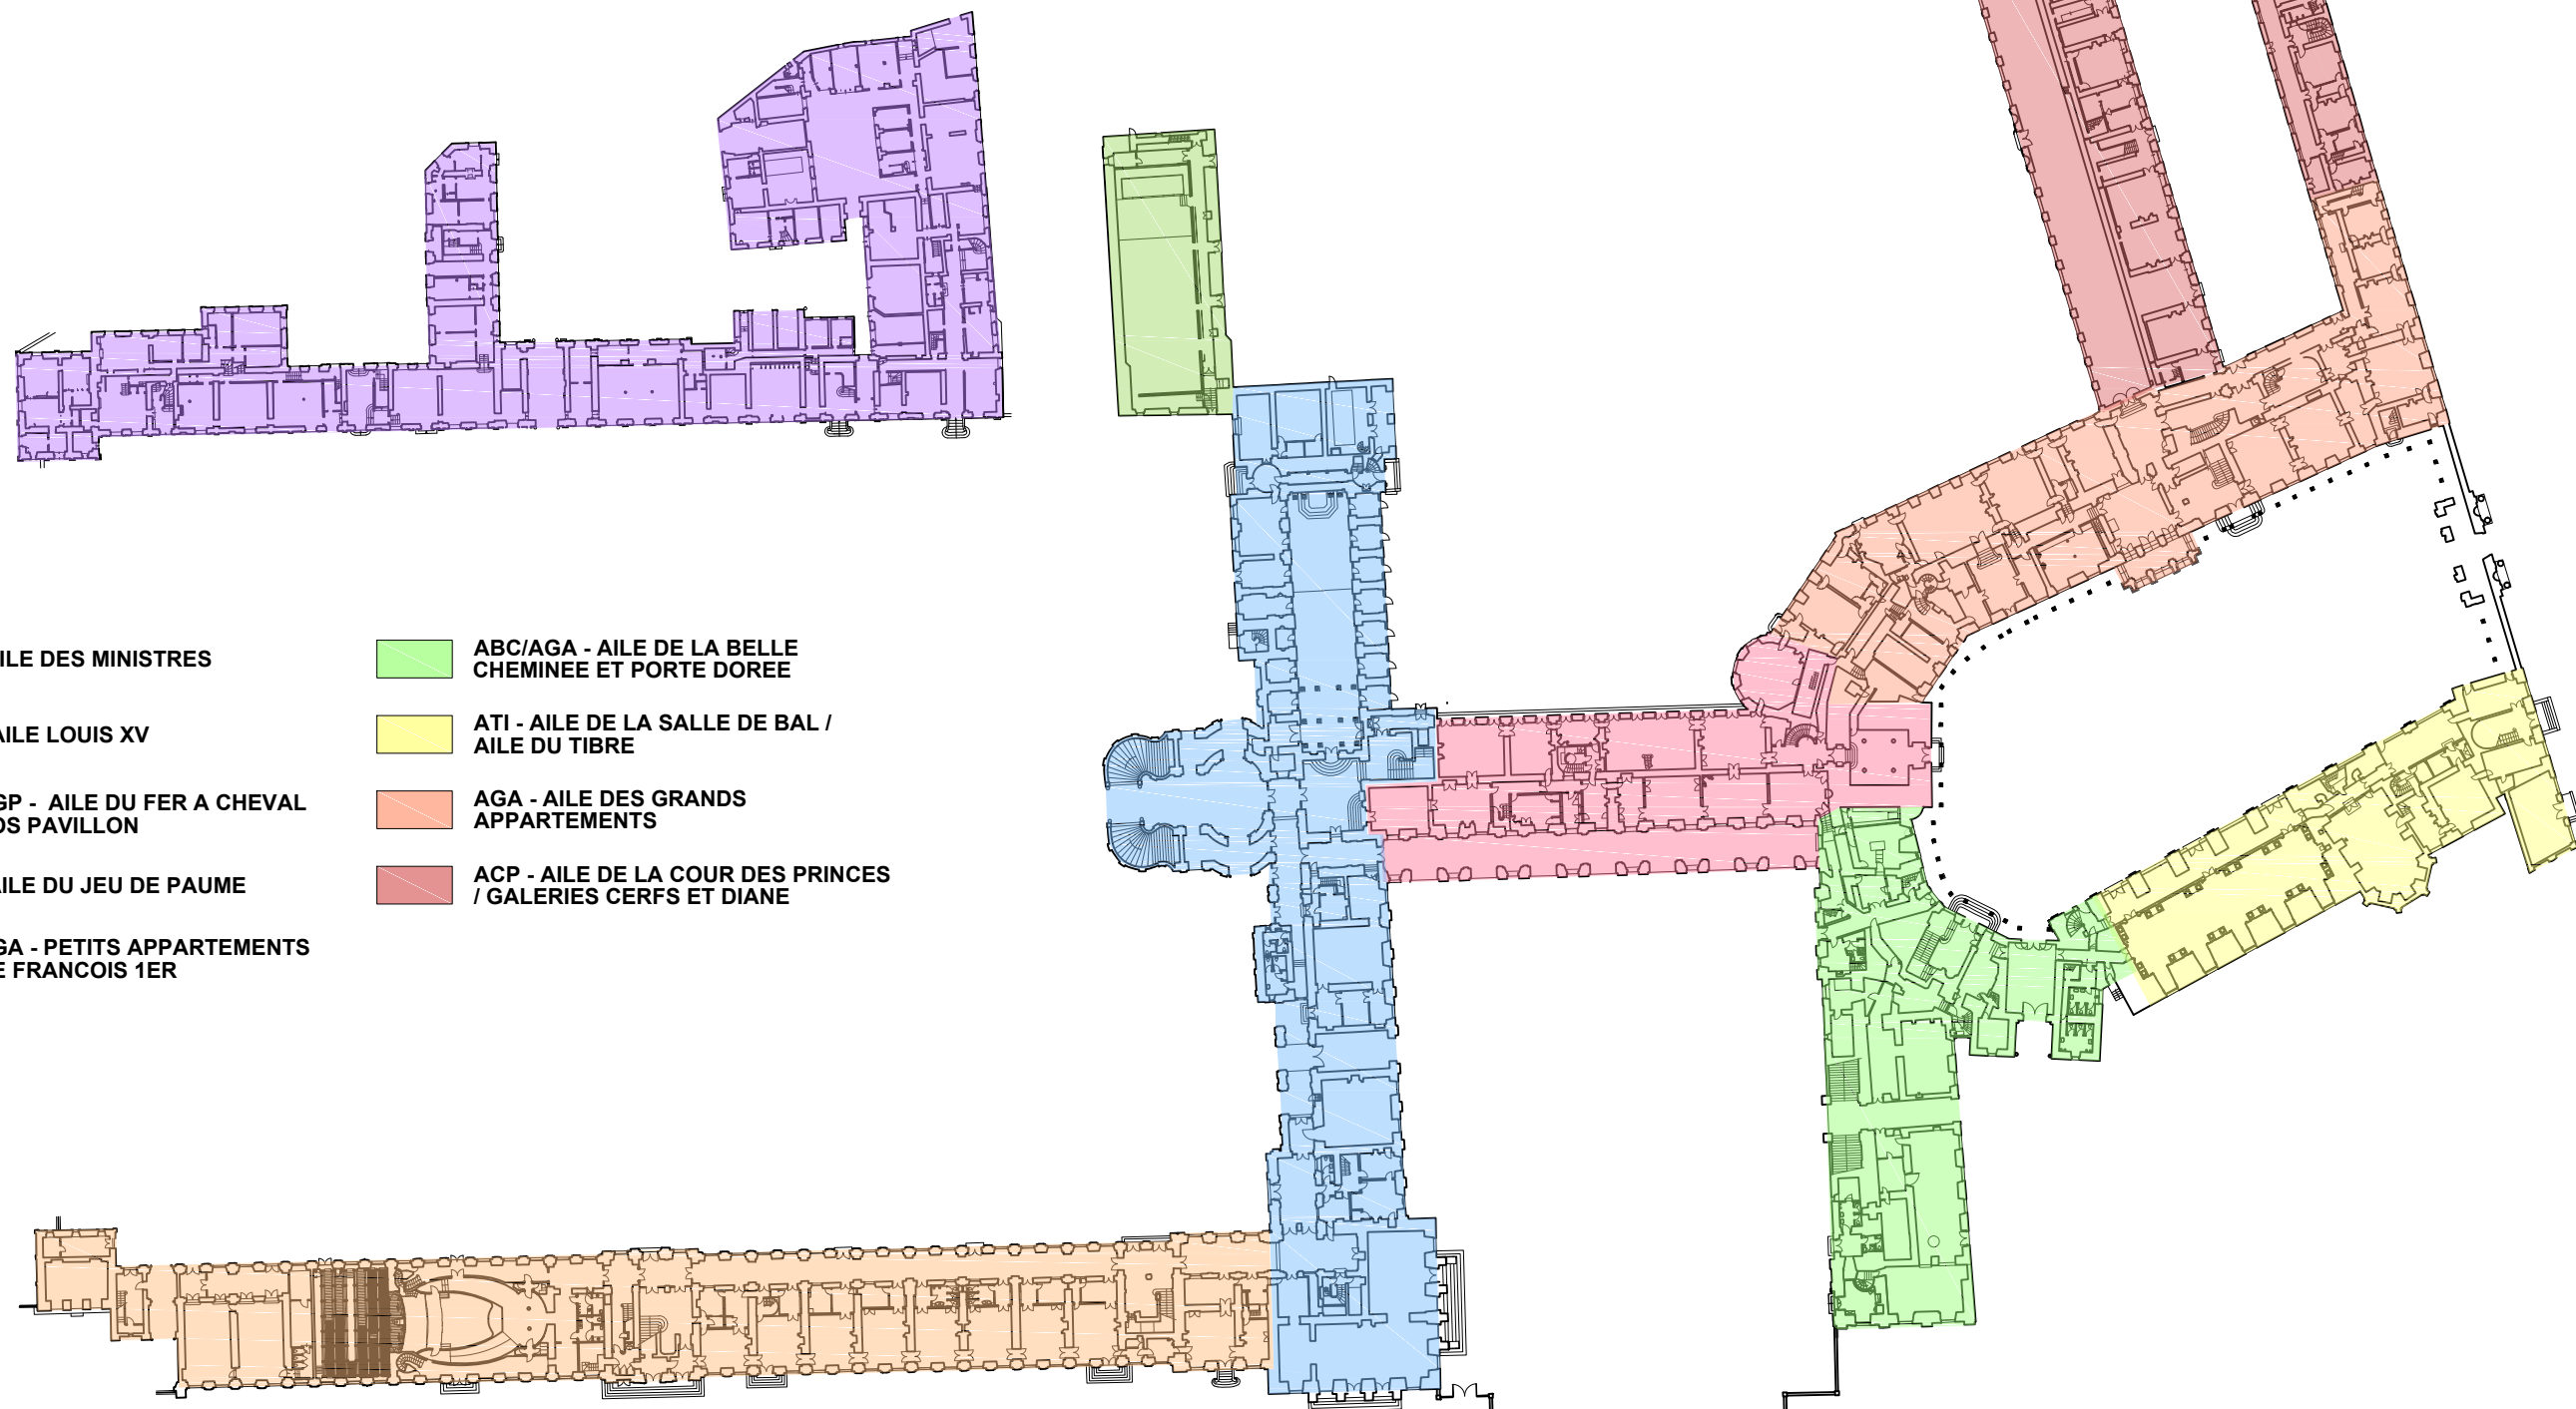 ILE DES MINISTRES
AILE LOUIS XV
GP - AILE DU FER A CHEVAL
OS PAVILLON
AILE DU JEU DE PAUME
GA - PETITS APPARTEMENTS
E FRANCOIS 1ER
ABC/AGA - AILE DE LA BELLE
CHEMINEE ET PORTE DOREE
ATI - AILE DE LA SALLE DE BAL /
AILE DU TIBRE
AGA - AILE DES GRANDS
APPARTEMENTS
ACP - AILE DE LA COUR DES PRINCES
/ GALERIES CERFS ET DIANE